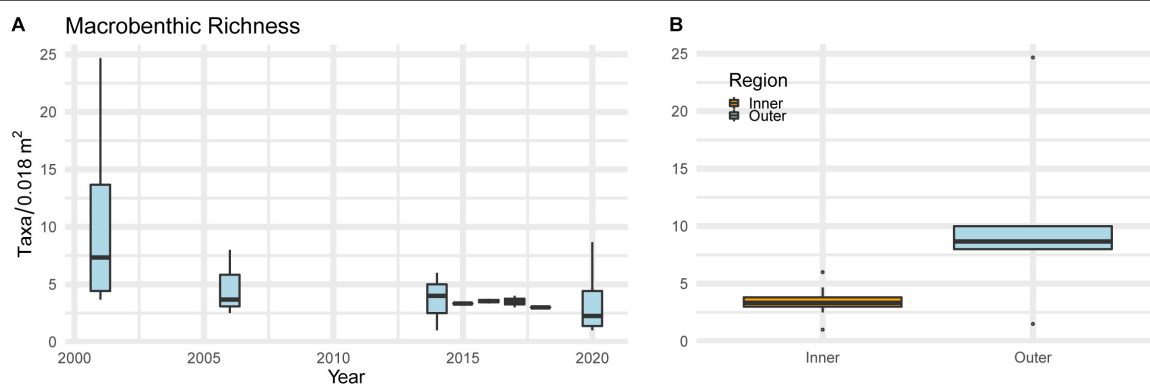 A
Macrobenthic Richness
Taxa/0.018 m²
25
20
15
10
5
0
2000
2005
2010
2015
2020
Year
B
25
20
15
10
5
0
Region
Inner
Outer
Inner
Outer